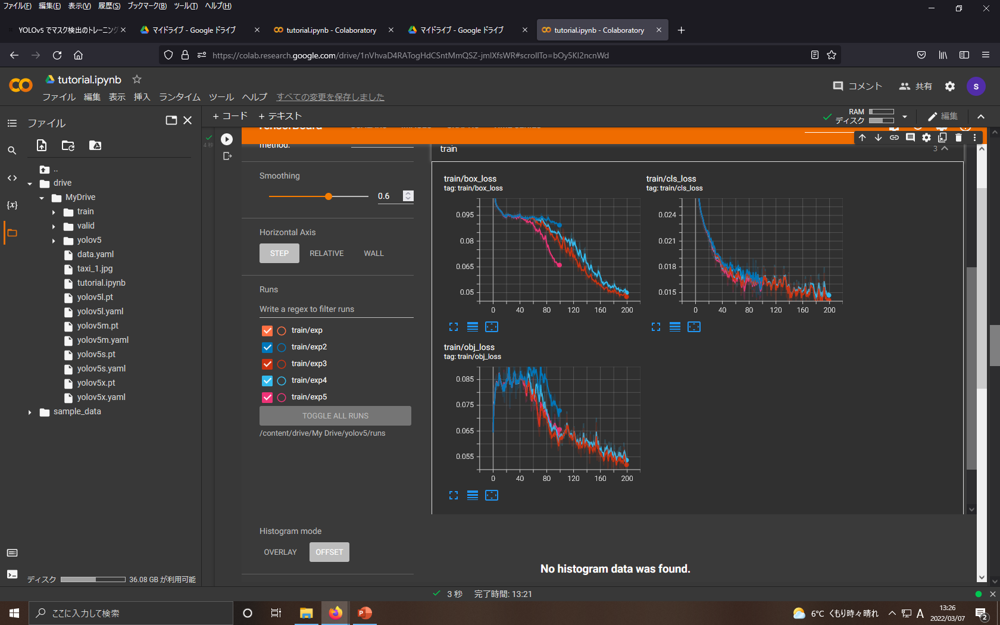 ファイル(F) 編集(E) 表示(V) 履歴(S) ブックマーク(B) ツール(T) ヘルプ(H)
YOLOv5 でマスク検出のトレーニング
マイドライブ - Google ドライブ
tutorial.ipynb - Colaboratory
マイドライブ - Google ドライブ
tutorial.ipynb - Colaboratory
https://colab.research.google.com/drive/1nVhvaD4RATogHdCSntMmQSZ-jmlXfsWR#scrollTo=bOy5KI2ncnWd
tutorial.ipynb
コメント 共有 S
ファイル 編集 表示 挿入 ランタイム ツール ヘルプ すべての変更を保存しました
ファイル
+ コード + テキスト
RAM
ディスク
編集
4 秒
method:
train
3
..
drive
MyDrive
train
valid
yolov5
data.yaml
taxi_1.jpg
tutorial.ipynb
yolov5l.pt
yolov5l.yaml
yolov5m.pt
yolov5m.yaml
yolov5s.pt
yolov5s.yaml
yolov5x.pt
yolov5x.yaml
sample_data
ディスク 36.08 GB が利用可能
Smoothing
0.6
Horizontal Axis
STEP RELATIVE WALL
Runs
Write a regex to filter runs
train/exp
train/exp2
train/exp3
train/exp4
train/exp5
TOGGLE ALL RUNS
/content/drive/My Drive/yolov5/runs
Histogram mode
OVERLAY OFFSET
train/box_loss
tag: train/box_loss
0.095
0.08
0.065
0.05
0 40 80 120 160 200
train/cls_loss
tag: train/cls_loss
0.024
0.021
0.018
0.015
0 40 80 120 160 200
train/obj_loss
tag: train/obj_loss
0.085
0.075
0.065
0.055
0 40 80 120 160 200
No histogram data was found.
3 秒 完了時間: 13:21
ここに入力して検索
6°C くもり時々晴れ
A
13:26
2022/03/07
2